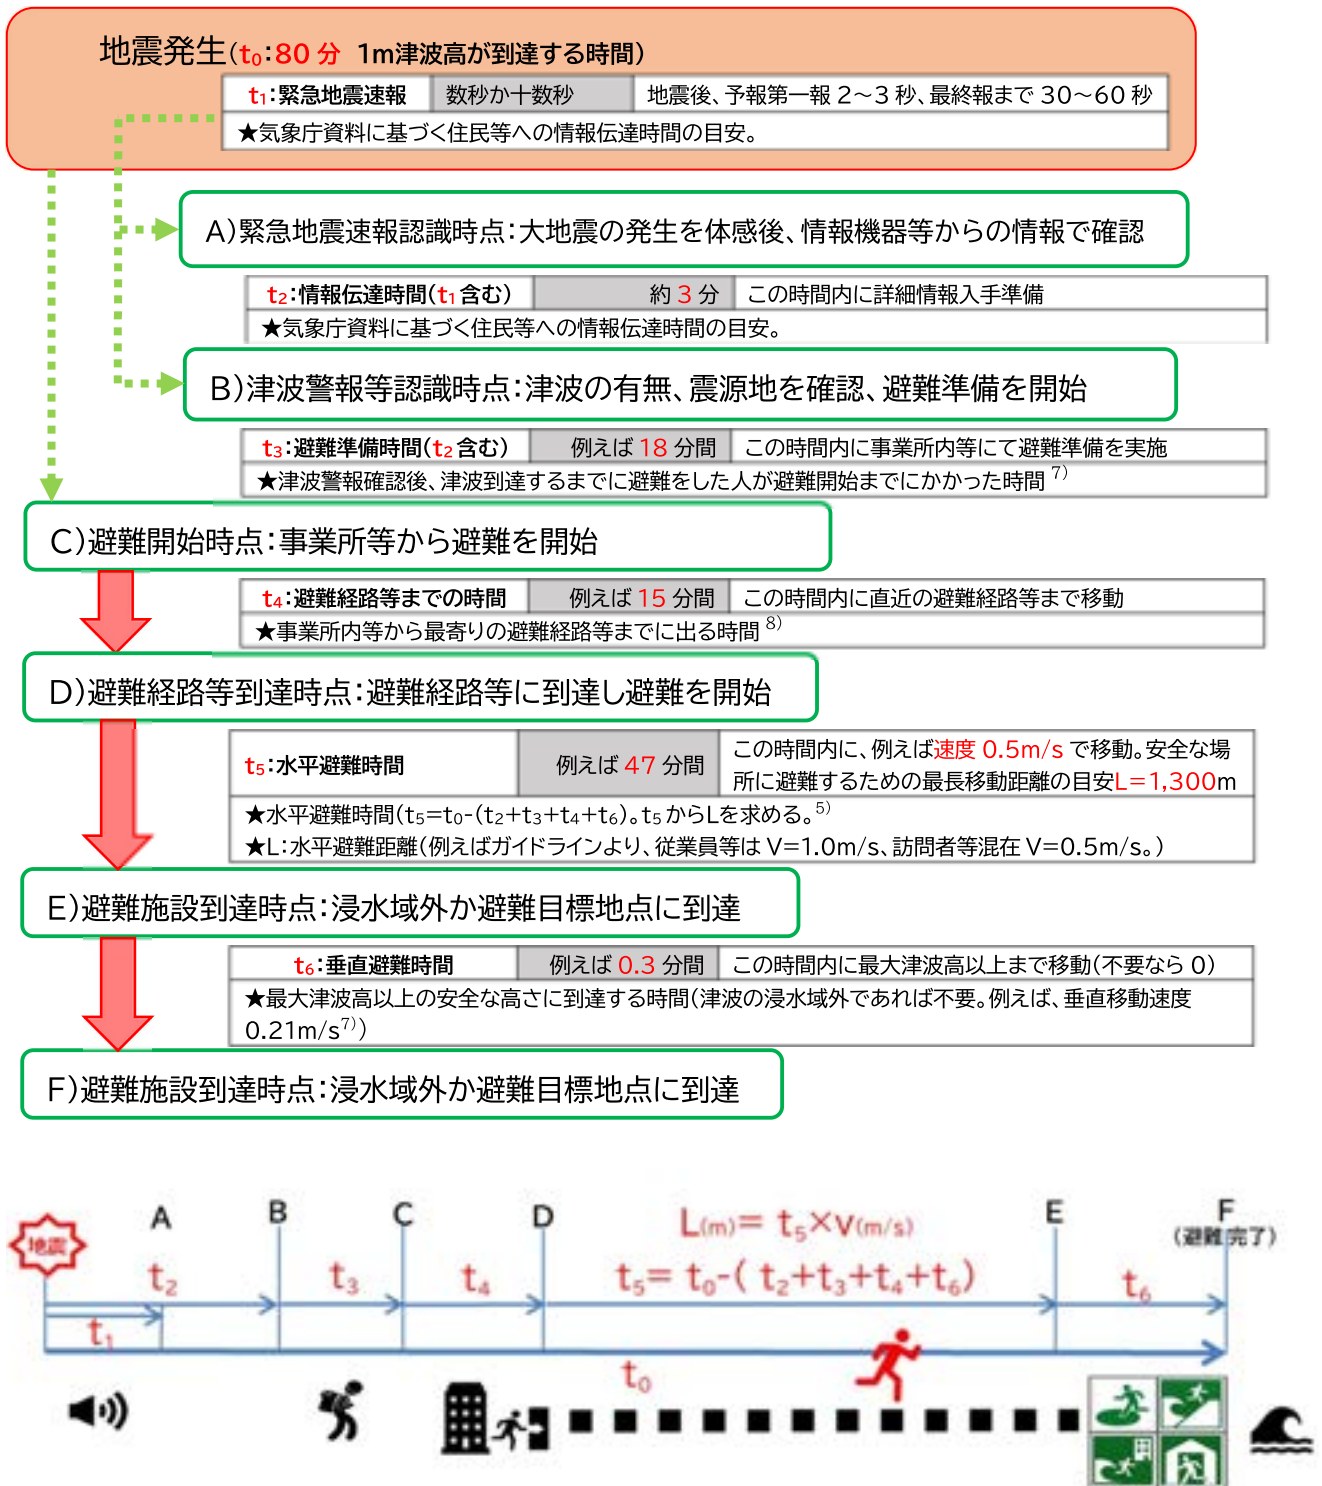 地震発生(t₀:80分 1m津波高が到達する時間)
t₁:緊急地震速報 数秒か十数秒 地震後、予報第一報2～3秒、最終報まで30～60秒
★気象庁資料に基づく住民等への情報伝達時間の目安。
A)緊急地震速報認識時点:大地震の発生を体感後、情報機器等からの情報で確認
t₂:情報伝達時間(t₁含む) 約3分 この時間内に詳細情報入手準備
★気象庁資料に基づく住民等への情報伝達時間の目安。
B)津波警報等認識時点:津波の有無、震源地を確認、避難準備を開始
t₃:避難準備時間(t₂含む) 例えば18分間 この時間内に事業所内等にて避難準備を実施
★津波警報確認後、津波到達するまでに避難をした人が避難開始までにかかった時間7)
C)避難開始時点:事業所等から避難を開始
t₄:避難経路等までの時間 例えば15分間 この時間内に直近の避難経路等まで移動
★事業所内等から最寄りの避難経路等までに出る時間8)
D)避難経路等到達時点:避難経路等に到達し避難を開始
t₅:水平避難時間 例えば47分間 この時間内に、例えば速度0.5m/sで移動。安全な場
所に避難するための最長移動距離の目安L=1,300m
★水平避難時間(t₅=t₀-(t₂+t₃+t₄+t₆)。t₅からLを求める。5)
★L:水平避難距離(例えばガイドラインより、従業員等はV=1.0m/s、訪問者等混在V=0.5m/s。)
E)避難施設到達時点:浸水域外か避難目標地点に到達
t₆:垂直避難時間 例えば0.3分間 この時間内に最大津波高以上まで移動(不要なら0)
★最大津波高以上の安全な高さに到達する時間(津波の浸水域外であれば不要。例えば、垂直移動速度
0.21m/s7))
F)避難施設到達時点:浸水域外か避難目標地点に到達
A B C D L(m)= t₅×v(m/s) E F
地震 (避難完了)
t₂ t₃ t₄ t₅= t₀-( t₂+t₃+t₄+t₆) t₆
t₁
t₀